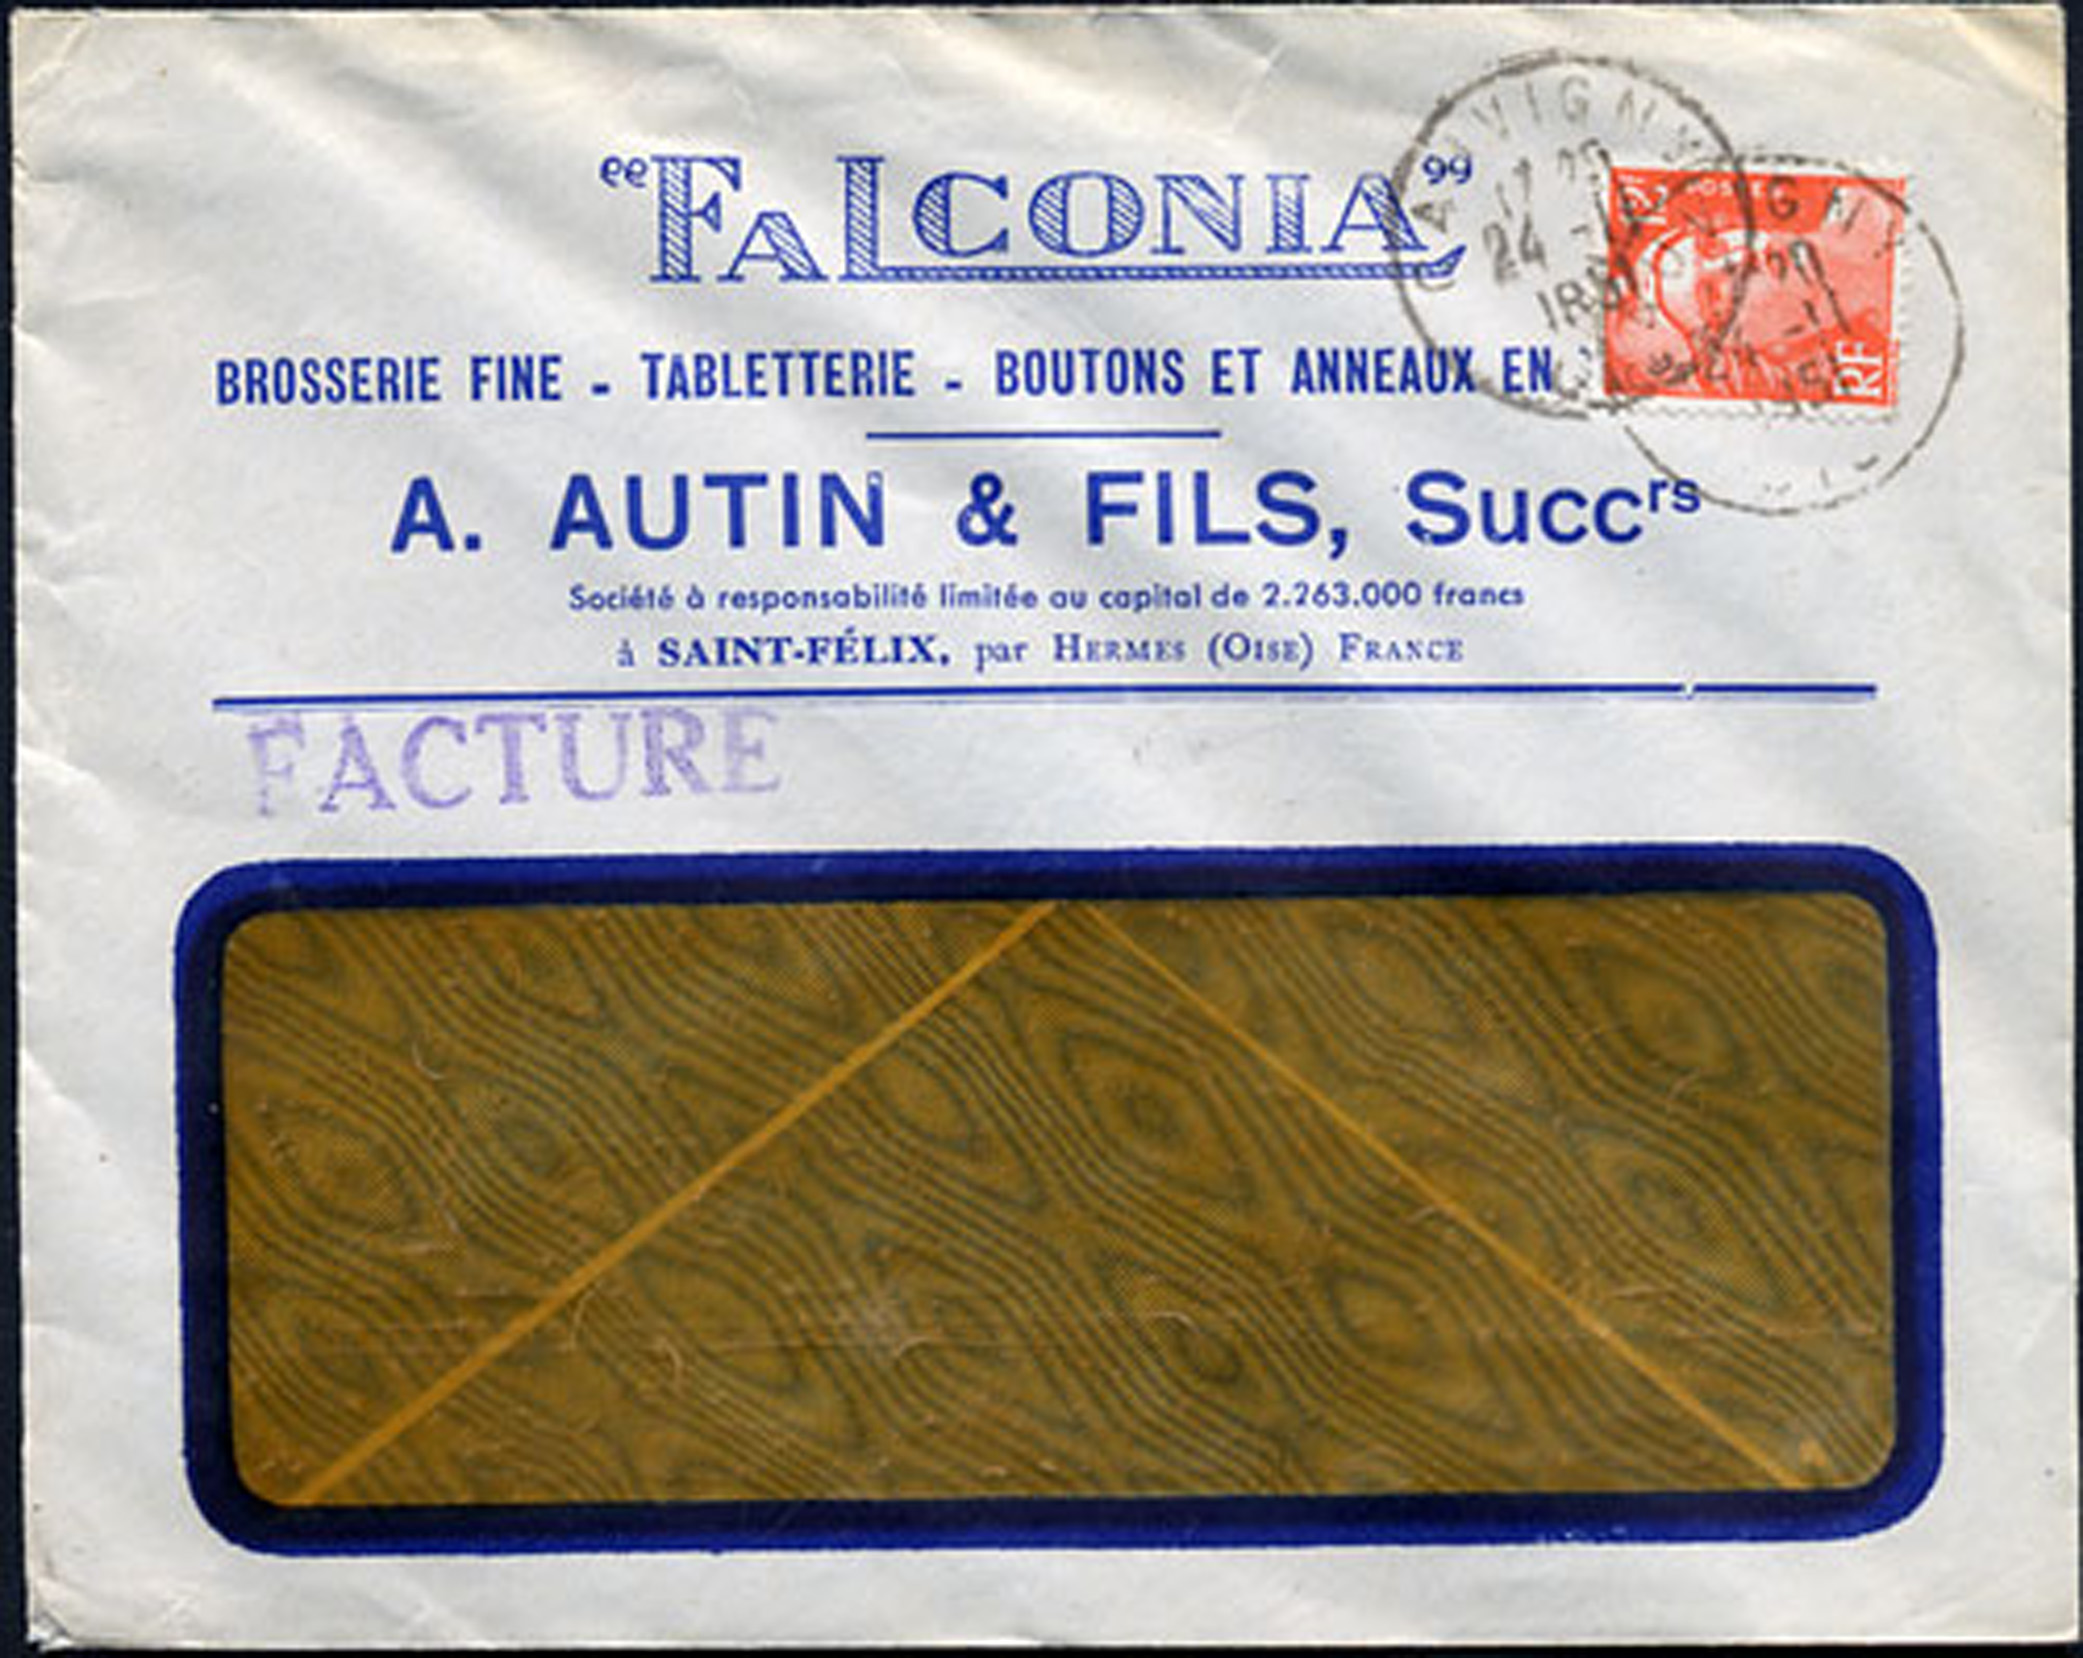 “FALCONIA”
BROSSERIE FINE - TABLETTERIE - BOUTONS ET ANNEAUX EN
A. AUTIN & FILS, Succrs
Société à responsabilité limitée au capital de 2.263.000 francs
à SAINT-FÉLIX, par HERMES (OISE) FRANCE
FACTURE
POSTES
RF
24